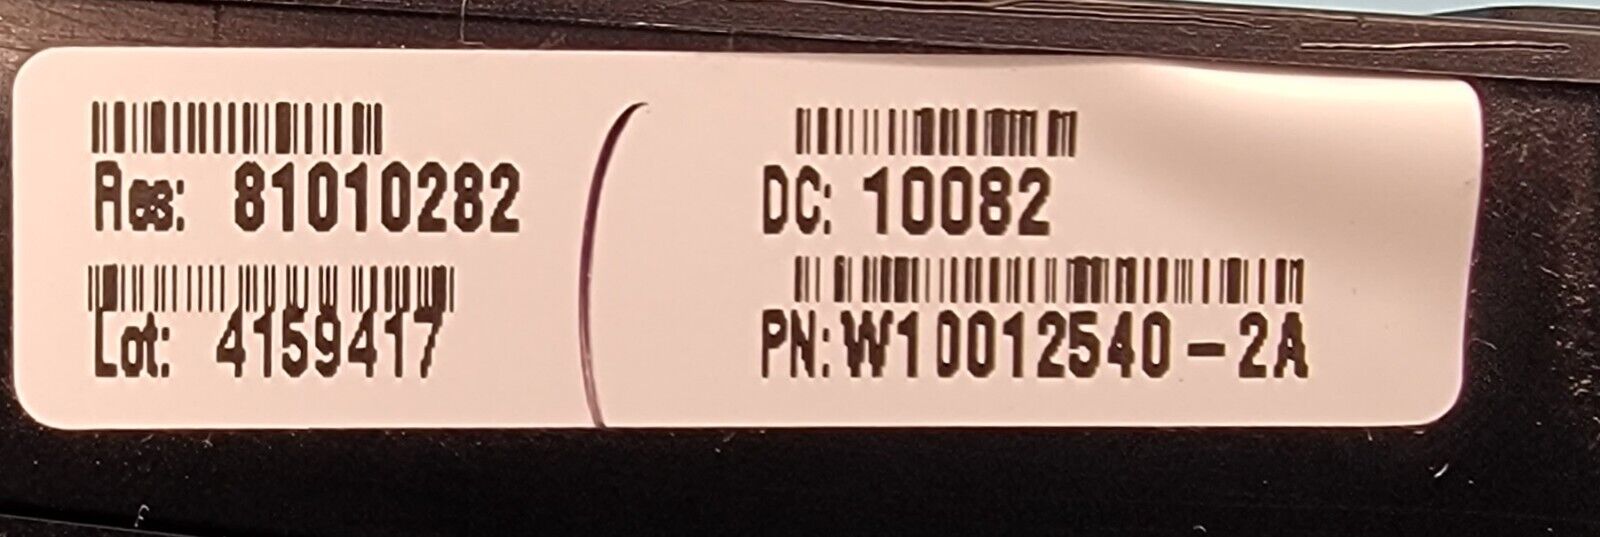 Res: 81010282
Lot: 4159417
DC: 10082
PN: W10012540-2A